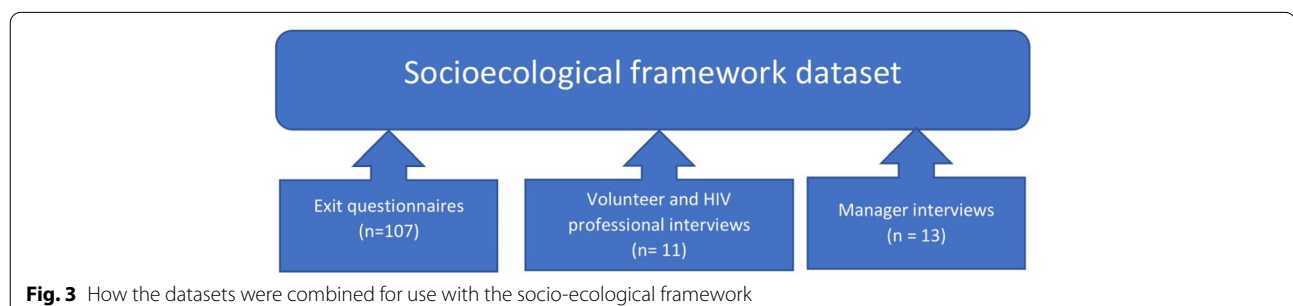 Socioecological framework dataset
Exit questionnaires
(n=107)
Volunteer and HIV
professional interviews
(n= 11)
Manager interviews
(n = 13)
Fig. 3 How the datasets were combined for use with the socio-ecological framework